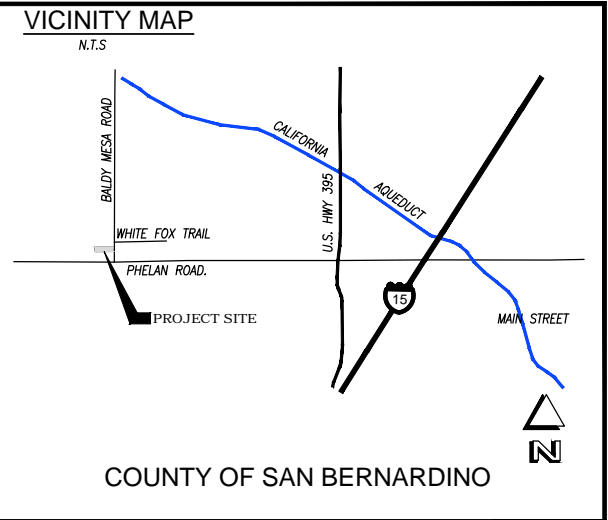 VICINITY MAP
N.T.S
BALDY MESA ROAD
CALIFORNIA
AQUEDUCT
U.S. HWY 395
WHITE FOX TRAIL
PHELAN ROAD.
15
PROJECT SITE
MAIN STREET
N
COUNTY OF SAN BERNARDINO